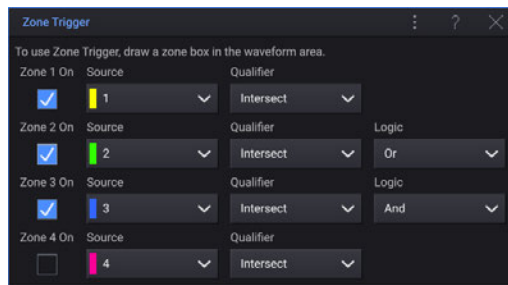 Zone Trigger ?
To use Zone Trigger, draw a zone box in the waveform area.
Zone 1 On Source Qualifier
1 Intersect
Zone 2 On Source Qualifier Logic
2 Intersect Or
Zone 3 On Source Qualifier Logic
3 Intersect And
Zone 4 On Source Qualifier
4 Intersect